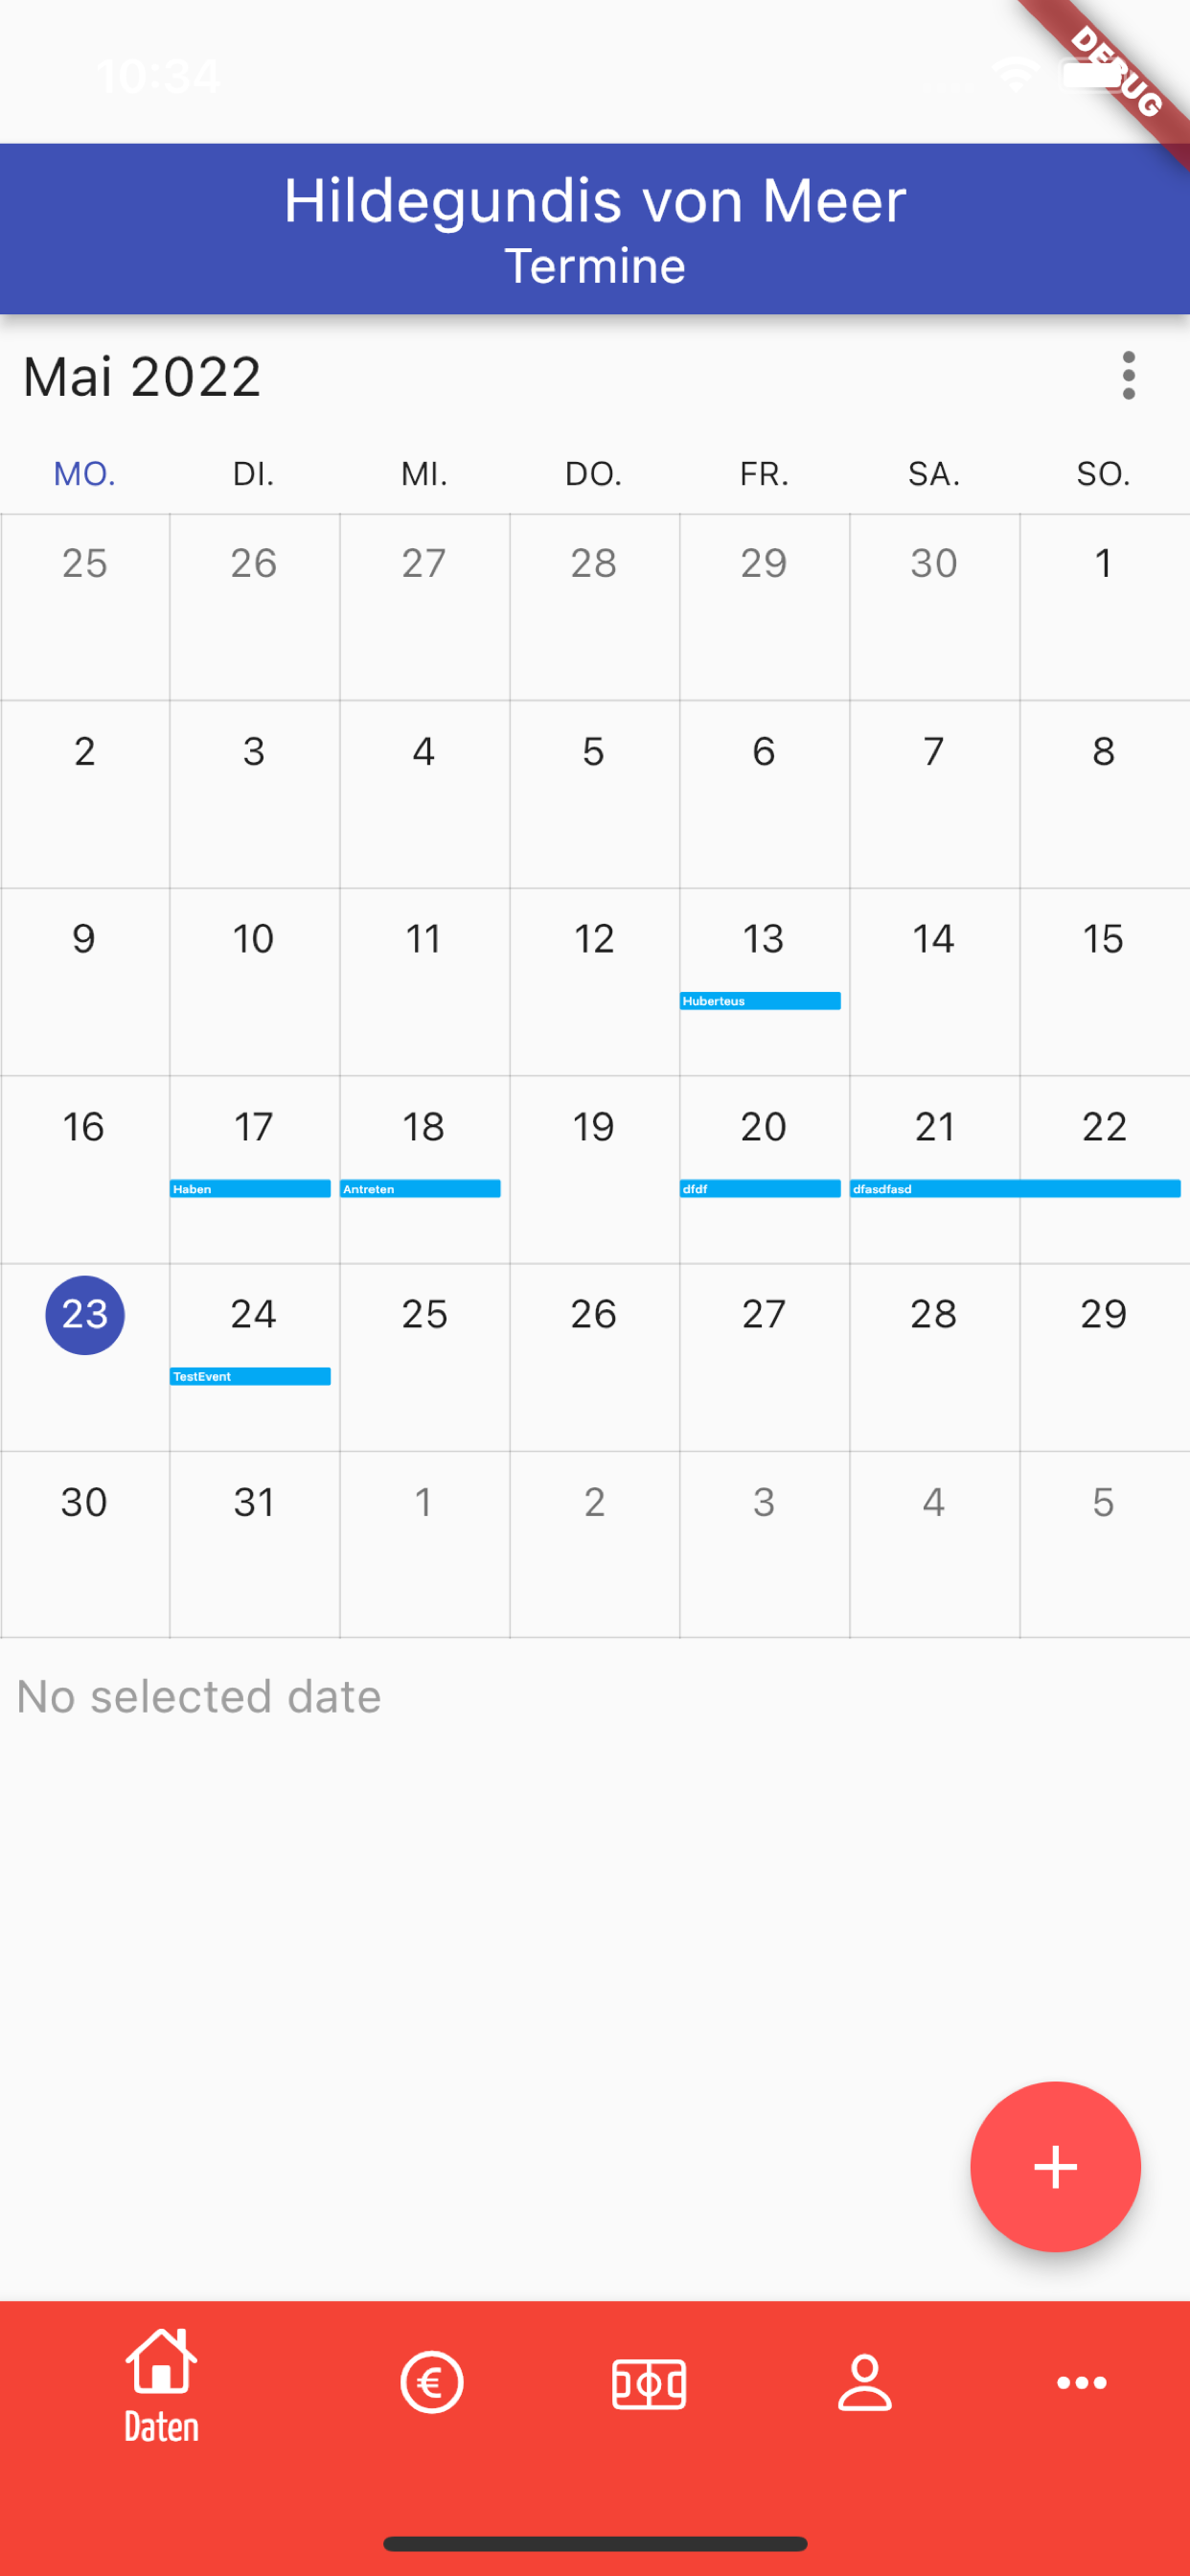 10:34
DEBUG
Hildegundis von Meer
Termine
Mai 2022
MO. DI. MI. DO. FR. SA. SO.
25 26 27 28 29 30 1
2 3 4 5 6 7 8
9 10 11 12 13 14 15
Huberteus
16 17 18 19 20 21 22
Haben Antreten dfdf dfasdfasd
23 24 25 26 27 28 29
TestEvent
30 31 1 2 3 4 5
No selected date
+
€
Daten